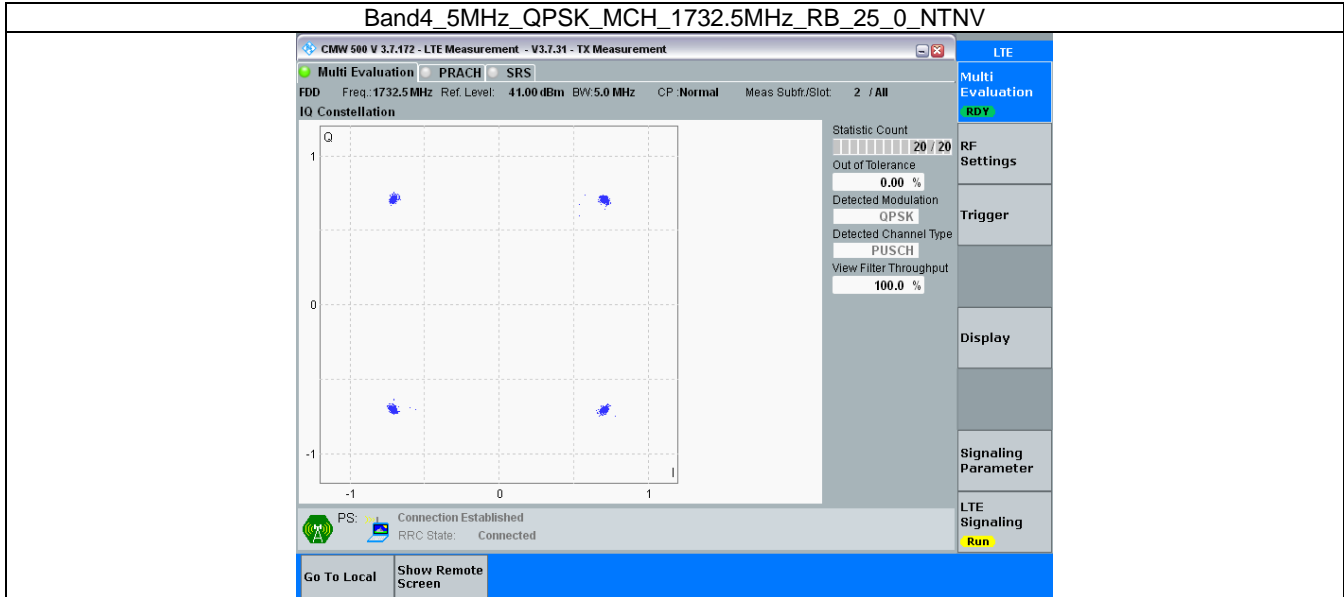 Band4_5MHz_QPSK_MCH_1732.5MHz_RB_25_0_NTNV
CMW 500 V 3.7.172 - LTE Measurement - V3.7.31 - TX Measurement
LTE
Multi Evaluation PRACH SRS
FDD Freq.:1732.5 MHz Ref. Level: 41.00 dBm BW:5.0 MHz CP :Normal Meas Subfr./Slot: 2 / All
IQ Constellation
Q
1
0
-1
I
-1 0 1
Statistic Count
20 / 20
Out of Tolerance
0.00 %
Detected Modulation
QPSK
Detected Channel Type
PUSCH
View Filter Throughput
100.0 %
Multi
Evaluation
RDY
RF
Settings
Trigger
Display
Signaling
Parameter
LTE
Signaling
Run
PS: Connection Established
RRC State: Connected
Go To Local
Show Remote
Screen